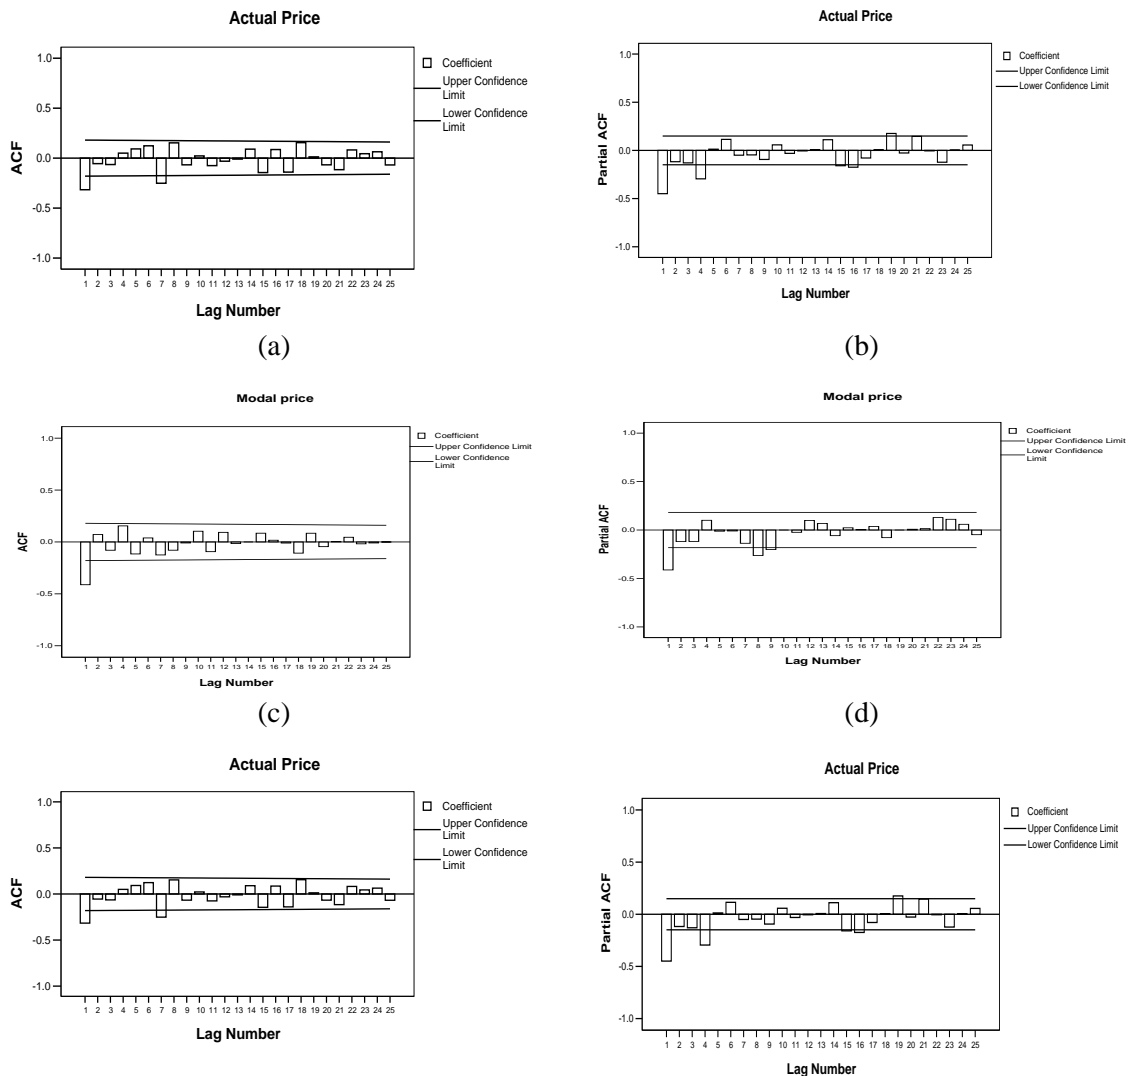 Actual Price
1.0
0.5
0.0
-0.5
-1.0
ACF
1 2 3 4 5 6 7 8 9 10 11 12 13 14 15 16 17 18 19 20 21 22 23 24 25
Lag Number
Coefficient
Upper Confidence
Limit
Lower Confidence
Limit
(a)
Actual Price
1.0
0.5
0.0
-0.5
-1.0
Partial ACF
1 2 3 4 5 6 7 8 9 10 11 12 13 14 15 16 17 18 19 20 21 22 23 24 25
Lag Number
Coefficient
Upper Confidence Limit
Lower Confidence Limit
(b)
Modal price
1.0
0.5
0.0
-0.5
-1.0
ACF
1 2 3 4 5 6 7 8 9 10 11 12 13 14 15 16 17 18 19 20 21 22 23 24 25
Lag Number
Coefficient
Upper Confidence Limit
Lower Confidence
Limit
(c)
Modal price
1.0
0.5
0.0
-0.5
-1.0
Partial ACF
1 2 3 4 5 6 7 8 9 10 11 12 13 14 15 16 17 18 19 20 21 22 23 24 25
Lag Number
Coefficient
Upper Confidence Limit
Lower Confidence
Limit
(d)
Actual Price
1.0
0.5
0.0
-0.5
-1.0
ACF
1 2 3 4 5 6 7 8 9 10 11 12 13 14 15 16 17 18 19 20 21 22 23 24 25
Lag Number
Coefficient
Upper Confidence
Limit
Lower Confidence
Limit
Actual Price
1.0
0.5
0.0
-0.5
-1.0
Partial ACF
1 2 3 4 5 6 7 8 9 10 11 12 13 14 15 16 17 18 19 20 21 22 23 24 25
Lag Number
Coefficient
Upper Confidence Limit
Lower Confidence Limit